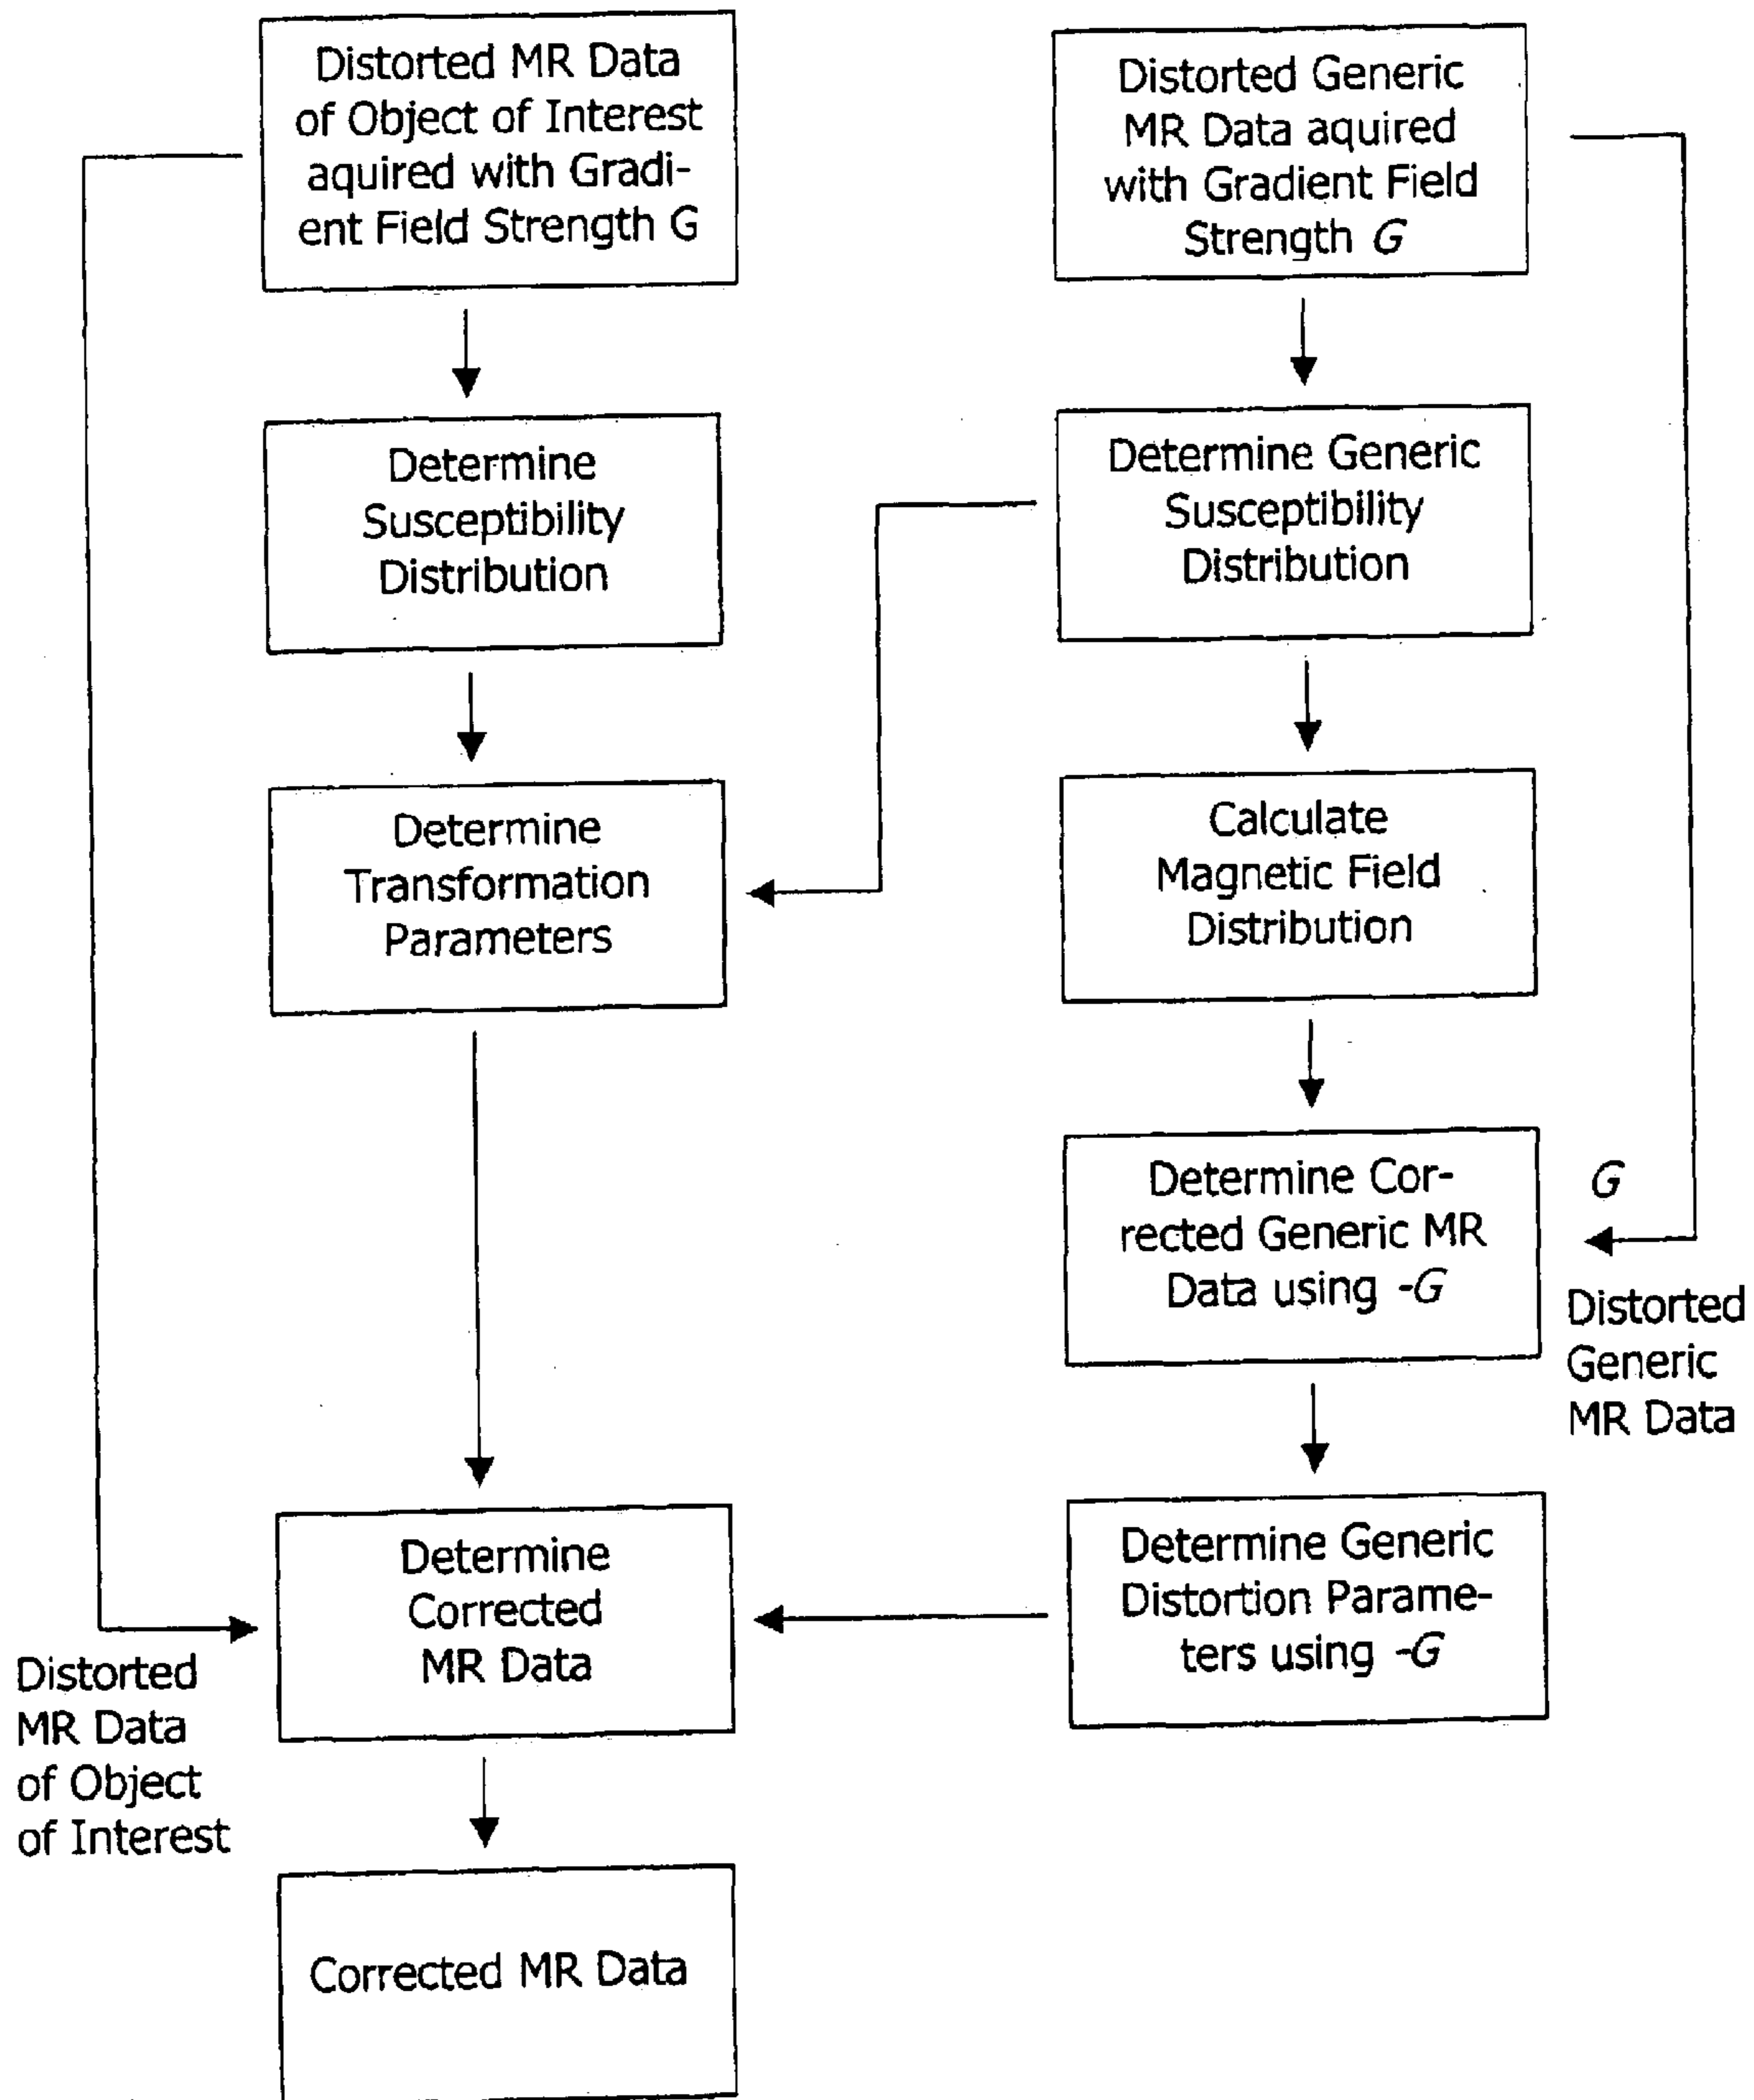 Distorted MR Data
of Object of Interest
aquired with Gradi-
ent Field Strength G
Distorted Generic
MR Data aquired
with Gradient Field
Strength G
Determine
Susceptibility
Distribution
Determine Generic
Susceptibility
Distribution
Determine
Transformation
Parameters
Calculate
Magnetic Field
Distribution
Determine Cor-
rected Generic MR
Data using -G
G
Distorted
Generic
MR Data
Determine
Corrected
MR Data
Determine Generic
Distortion Parame-
ters using -G
Distorted
MR Data
of Object
of Interest
Corrected MR Data